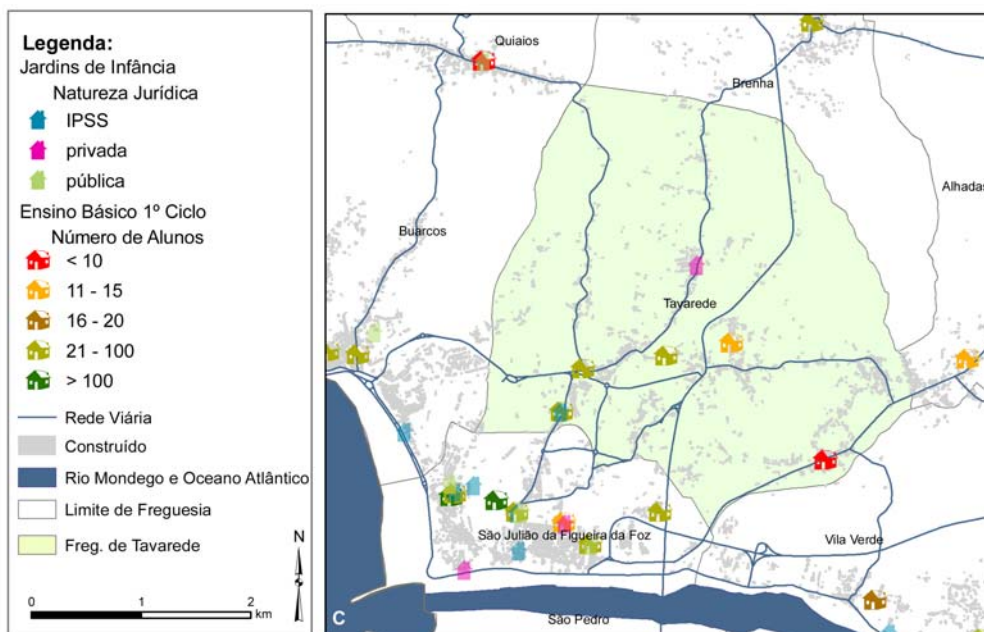 Legenda:
Jardins de Infância
Natureza Jurídica
IPSS
privada
pública
Ensino Básico 1º Ciclo
Número de Alunos
< 10
11 - 15
16 - 20
21 - 100
> 100
Rede Viária
Construído
Rio Mondego e Oceano Atlântico
Limite de Freguesia
Freg. de Tavarede
N
0 1 2
km
Quiaios
Brenha
Alhadas
Buarcos
Tavarede
São Julião da Figueira da Foz
Vila Verde
C
São Pedro